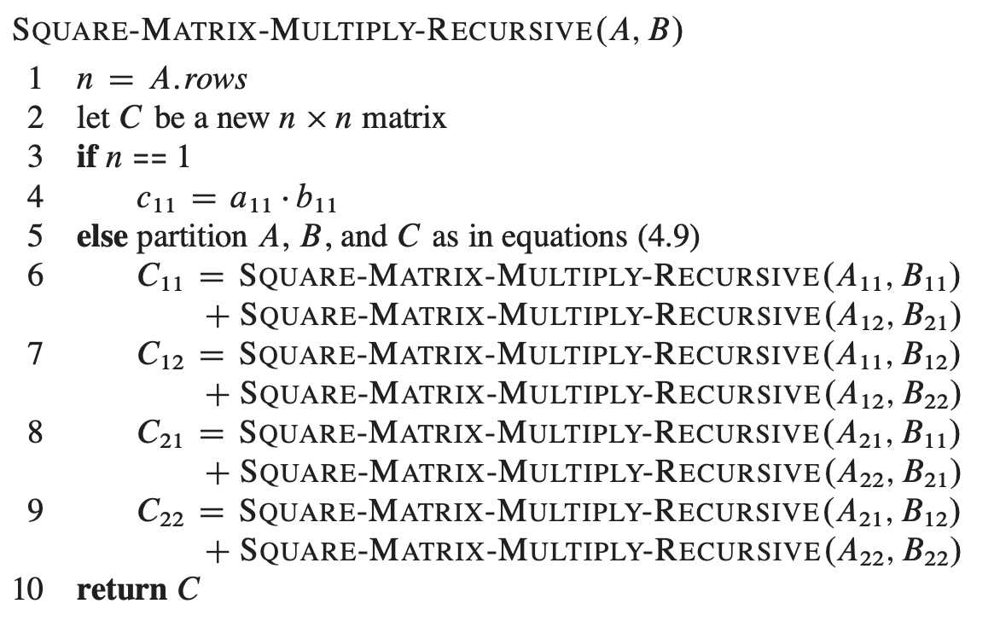 SQUARE-MATRIX-MULTIPLY-RECURSIVE(A, B)
1 n = A.rows
2 let C be a new n × n matrix
3 if n == 1
4 c₁₁ = a₁₁ · b₁₁
5 else partition A, B, and C as in equations (4.9)
6 C₁₁ = SQUARE-MATRIX-MULTIPLY-RECURSIVE(A₁₁, B₁₁)
+ SQUARE-MATRIX-MULTIPLY-RECURSIVE(A₁₂, B₂₁)
7 C₁₂ = SQUARE-MATRIX-MULTIPLY-RECURSIVE(A₁₁, B₁₂)
+ SQUARE-MATRIX-MULTIPLY-RECURSIVE(A₁₂, B₂₂)
8 C₂₁ = SQUARE-MATRIX-MULTIPLY-RECURSIVE(A₂₁, B₁₁)
+ SQUARE-MATRIX-MULTIPLY-RECURSIVE(A₂₂, B₂₁)
9 C₂₂ = SQUARE-MATRIX-MULTIPLY-RECURSIVE(A₂₁, B₁₂)
+ SQUARE-MATRIX-MULTIPLY-RECURSIVE(A₂₂, B₂₂)
10 return C